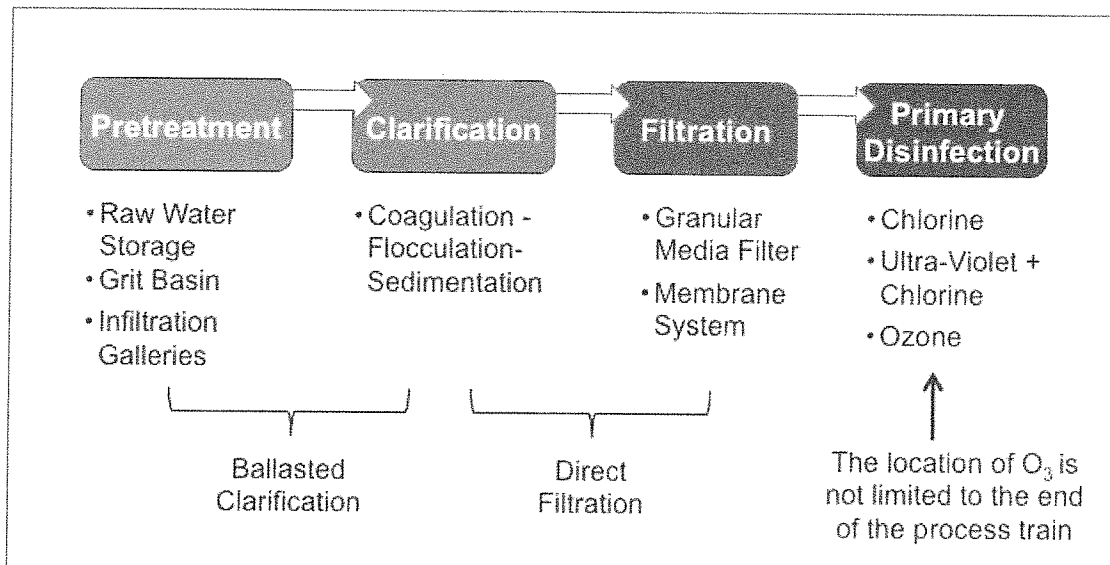 Pretreatment
Clarification
Filtration
Primary
Disinfection
• Raw Water
Storage
• Grit Basin
• Infiltration
Galleries
• Coagulation -
Flocculation-
Sedimentation
• Granular
Media Filter
• Membrane
System
• Chlorine
• Ultra-Violet +
Chlorine
• Ozone
Ballasted
Clarification
Direct
Filtration
The location of O₃ is
not limited to the end
of the process train